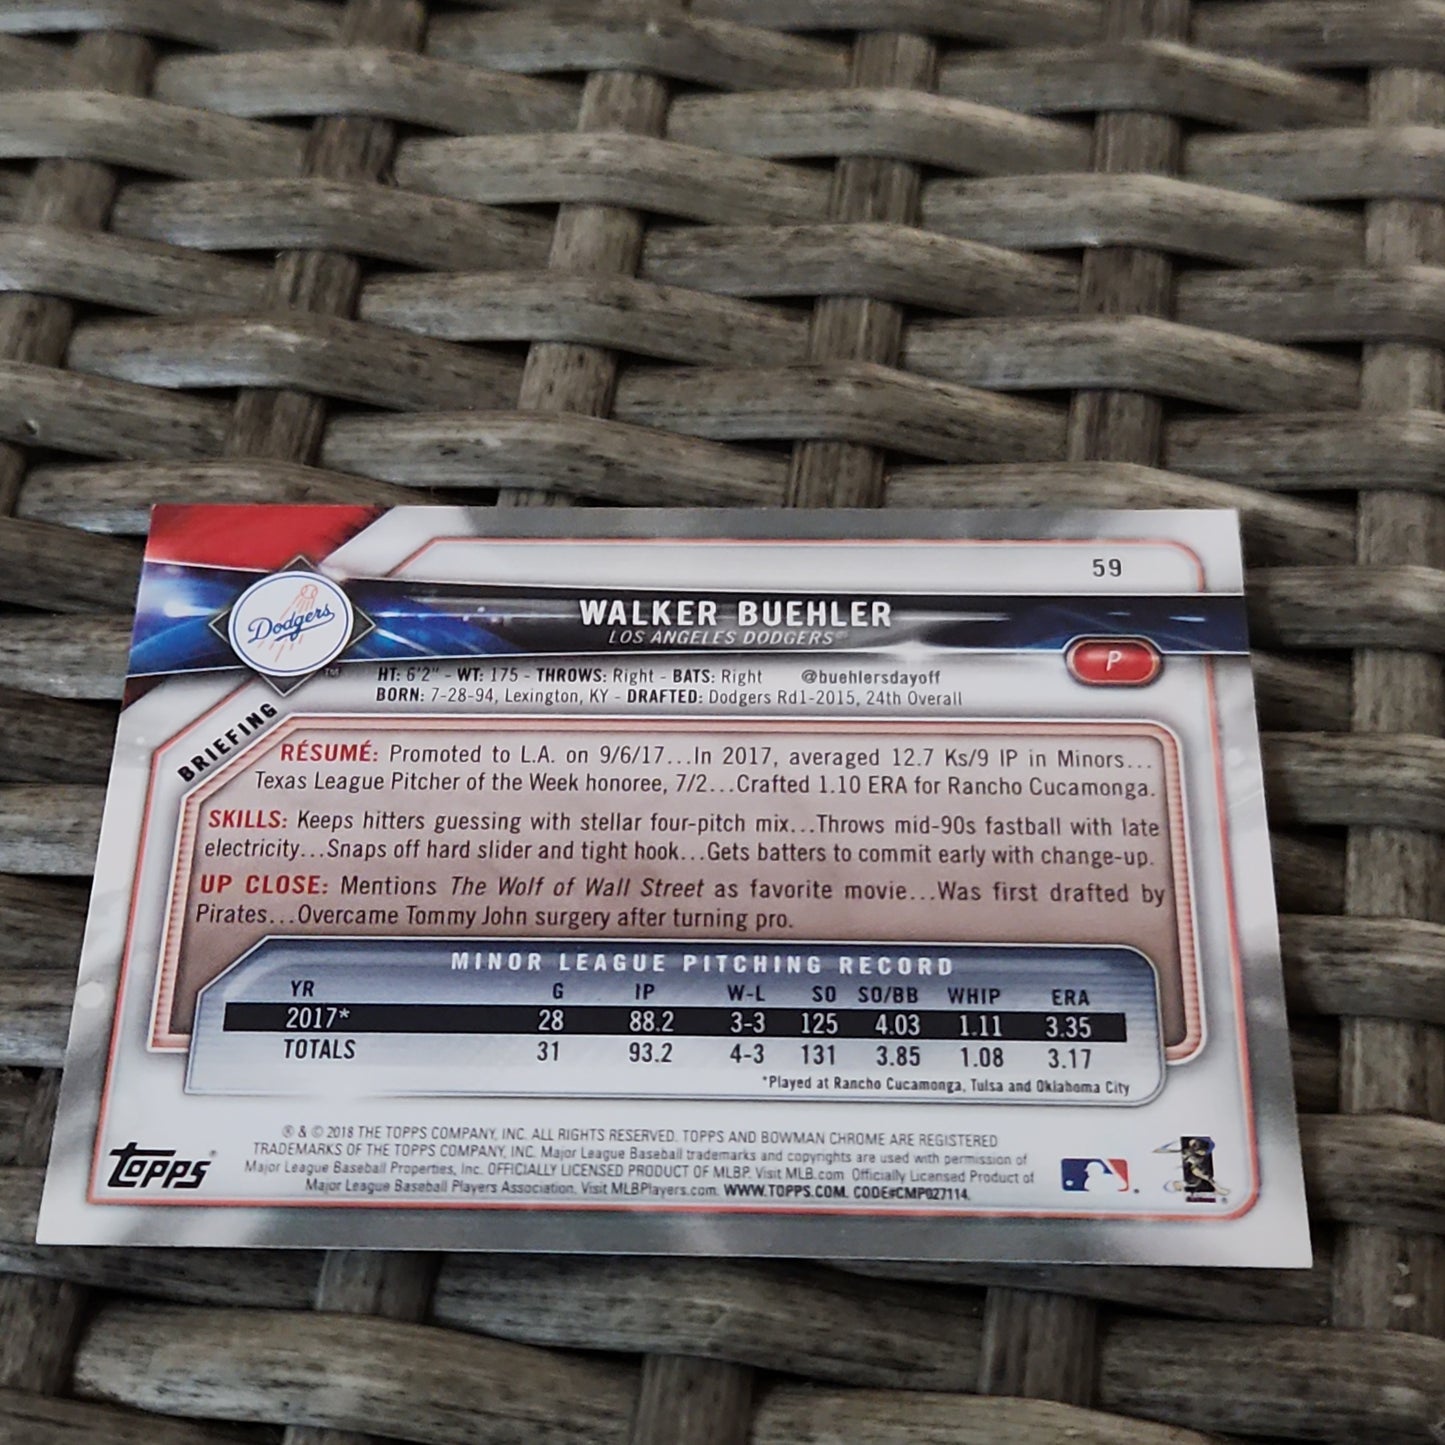 59
Dodgers
WALKER BUEHLER
LOS ANGELES DODGERS®
P
HT: 6'2" - WT: 175 - THROWS: Right - BATS: Right @buehlersdayoff
BORN: 7-28-94, Lexington, KY - DRAFTED: Dodgers Rd1-2015, 24th Overall
BRIEFING
RÉSUMÉ: Promoted to L.A. on 9/6/17...In 2017, averaged 12.7 Ks/9 IP in Minors...
Texas League Pitcher of the Week honoree, 7/2...Crafted 1.10 ERA for Rancho Cucamonga.
SKILLS: Keeps hitters guessing with stellar four-pitch mix...Throws mid-90s fastball with late
electricity...Snaps off hard slider and tight hook...Gets batters to commit early with change-up.
UP CLOSE: Mentions The Wolf of Wall Street as favorite movie...Was first drafted by
Pirates...Overcame Tommy John surgery after turning pro.
MINOR LEAGUE PITCHING RECORD
YR G IP W-L SO SO/BB WHIP ERA
2017* 28 88.2 3-3 125 4.03 1.11 3.35
TOTALS 31 93.2 4-3 131 3.85 1.08 3.17
*Played at Rancho Cucamonga, Tulsa and Oklahoma City
® & © 2018 THE TOPPS COMPANY, INC. ALL RIGHTS RESERVED. TOPPS AND BOWMAN CHROME ARE REGISTERED
TRADEMARKS OF THE TOPPS COMPANY, INC. Major League Baseball trademarks and copyrights are used with permission of
Major League Baseball Properties, Inc. OFFICIALLY LICENSED PRODUCT OF MLBP. Visit MLB.com Officially Licensed Product of
Major League Baseball Players Association, Visit MLBPlayers.com. WWW.TOPPS.COM. CODE#CMP027114.
topps®